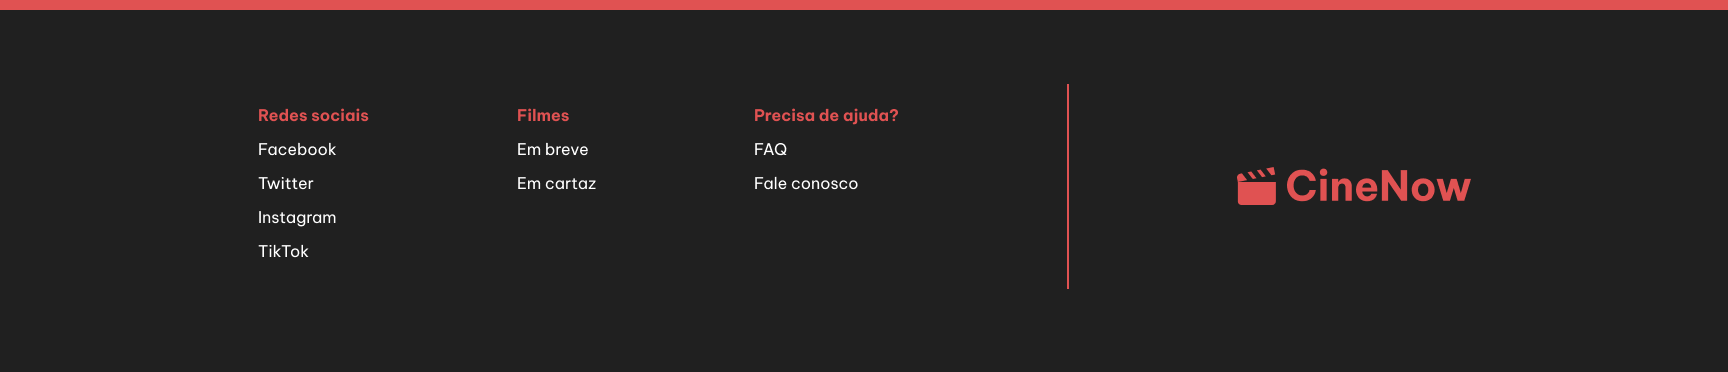 Redes sociais
Facebook
Twitter
Instagram
TikTok
Filmes
Em breve
Em cartaz
Precisa de ajuda?
FAQ
Fale conosco
CineNow